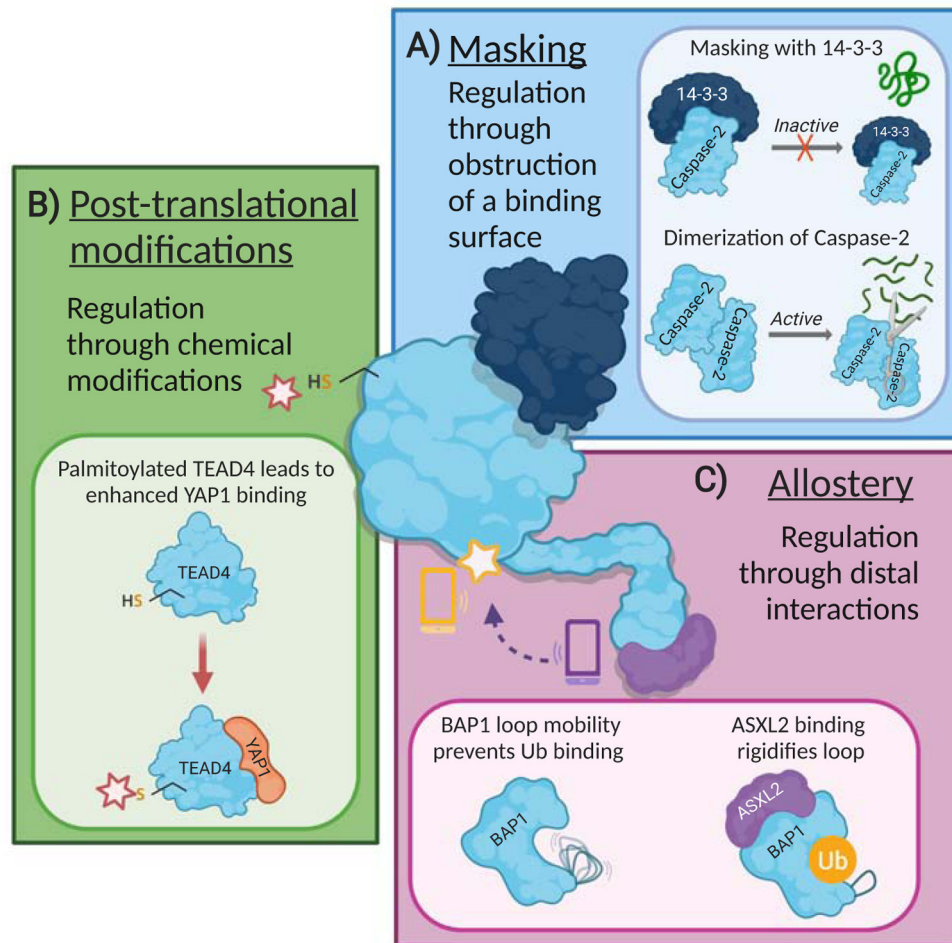 A) Masking
Regulation
through
obstruction
of a binding
surface
Masking with 14-3-3
14-3-3
Caspase-2
Inactive
14-3-3
Caspase-2
Dimerization of Caspase-2
Caspase-2
Caspase-2
Active
Caspase-2
Caspase-2
B) Post-translational
modifications
Regulation
through chemical
modifications
HS
Palmitoylated TEAD4 leads to
enhanced YAP1 binding
TEAD4
HS
TEAD4
YAP1
S
C) Allostery
Regulation
through distal
interactions
BAP1 loop mobility
prevents Ub binding
BAP1
ASXL2 binding
rigidifies loop
ASXL2
BAP1
Ub